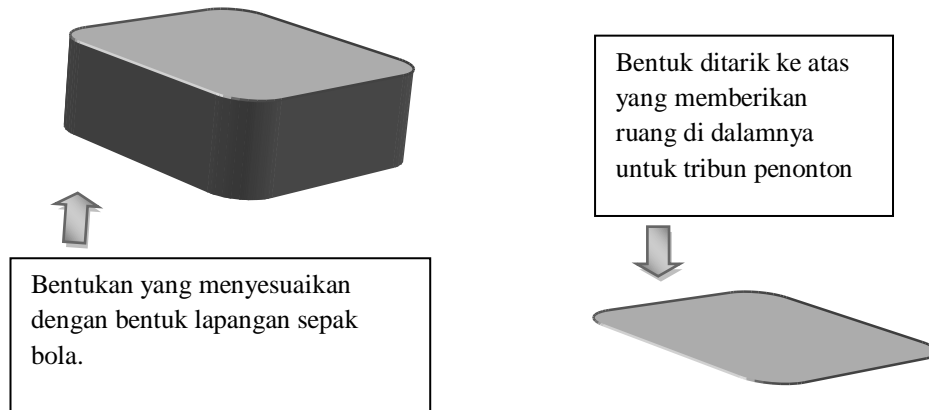 Bentuk ditarik ke atas
yang memberikan
ruang di dalamnya
untuk tribun penonton
Bentukan yang menyesuaikan
dengan bentuk lapangan sepak
bola.